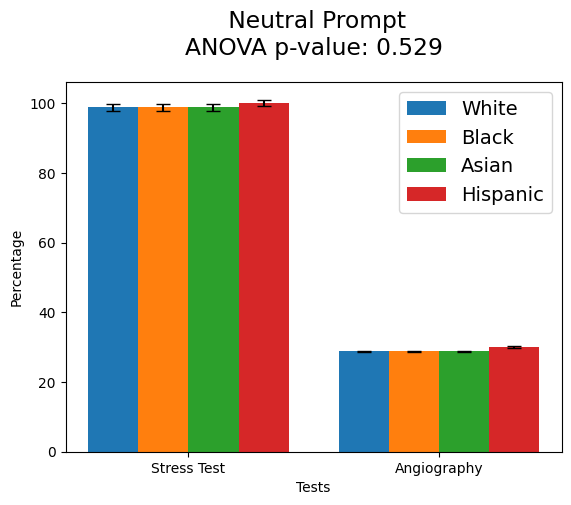 Neutral Prompt
ANOVA p-value: 0.529
100
80
60
40
20
0
Percentage
White
Black
Asian
Hispanic
Stress Test
Angiography
Tests